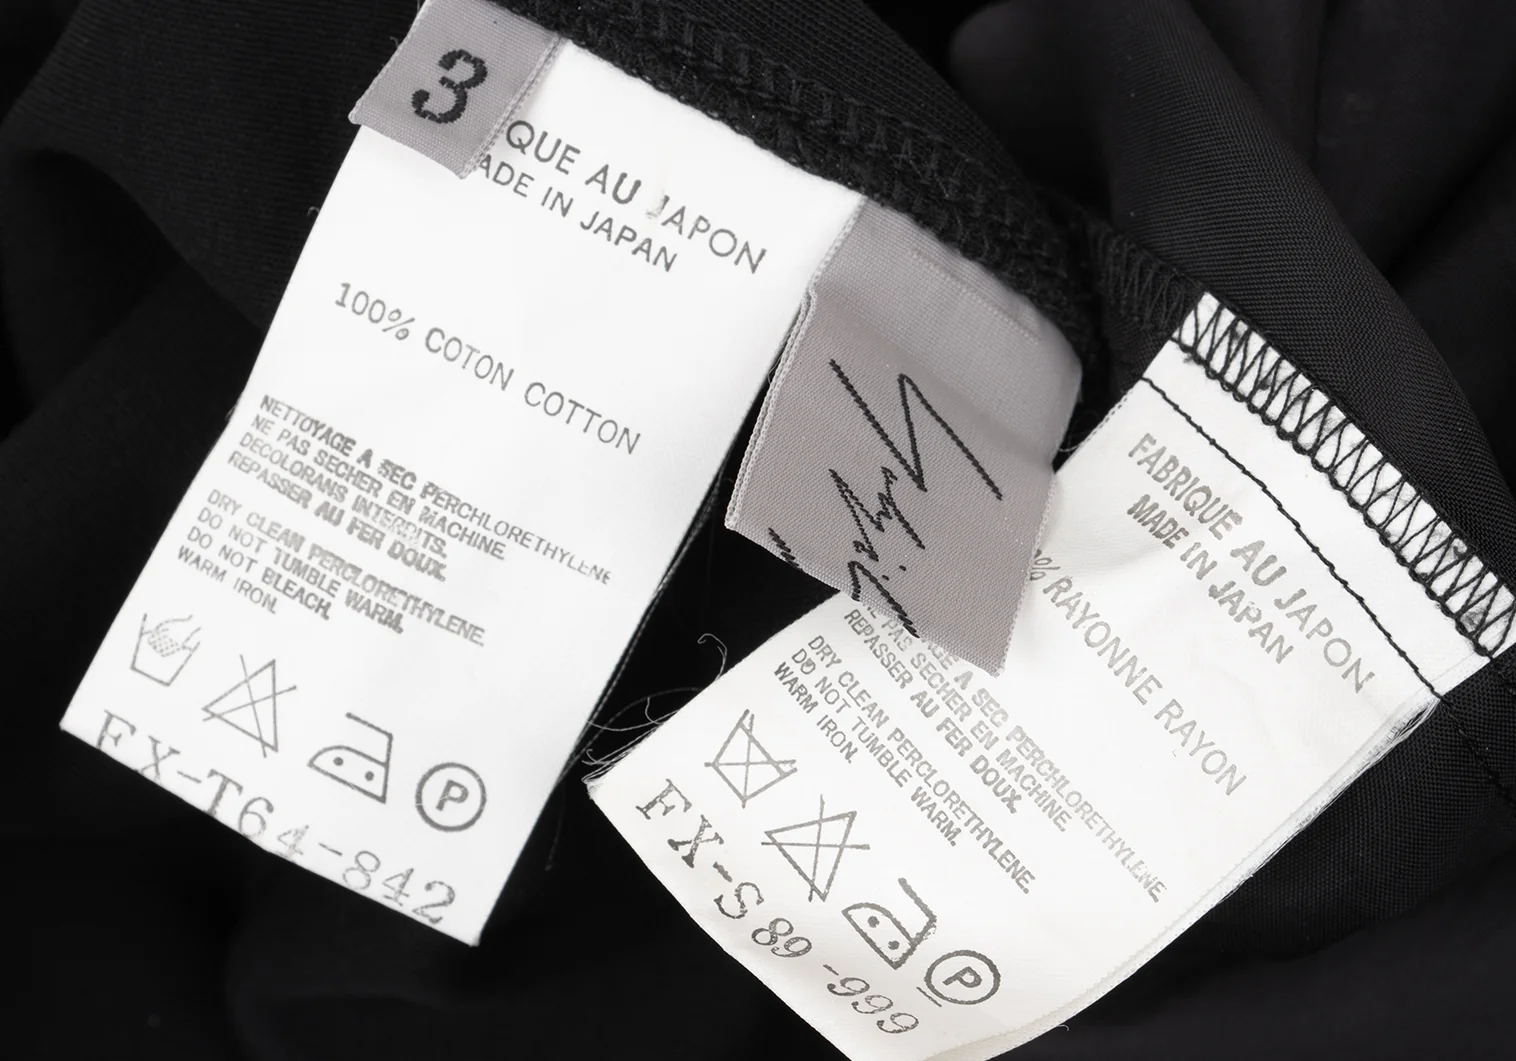 3
QUE AU JAPON
ADE IN JAPAN
100% COTON COTTON
NETTOYAGE A SEC PERCHLORETHYLENE
NE PAS SECHER EN MACHINE
DECOLORANS INTERDITS.
REPASSER AU FER DOUX.
DRY CLEAN PERCLORETHYLENE.
DO NOT TUMBLE WARM.
DO NOT BLEACH.
WARM IRON.
P
FX-T64-842
FABRIQUE AU JAPON
MADE IN JAPAN
% RAYONNE RAYON
AGE A SEC PERCHLORETHYLENE
PAS SECHER EN MACHINE.
REPASSER AU FER DOUX.
DRY CLEAN PERCLORETHYLENE.
DO NOT TUMBLE WARM.
WARM IRON.
P
FX-S89-999